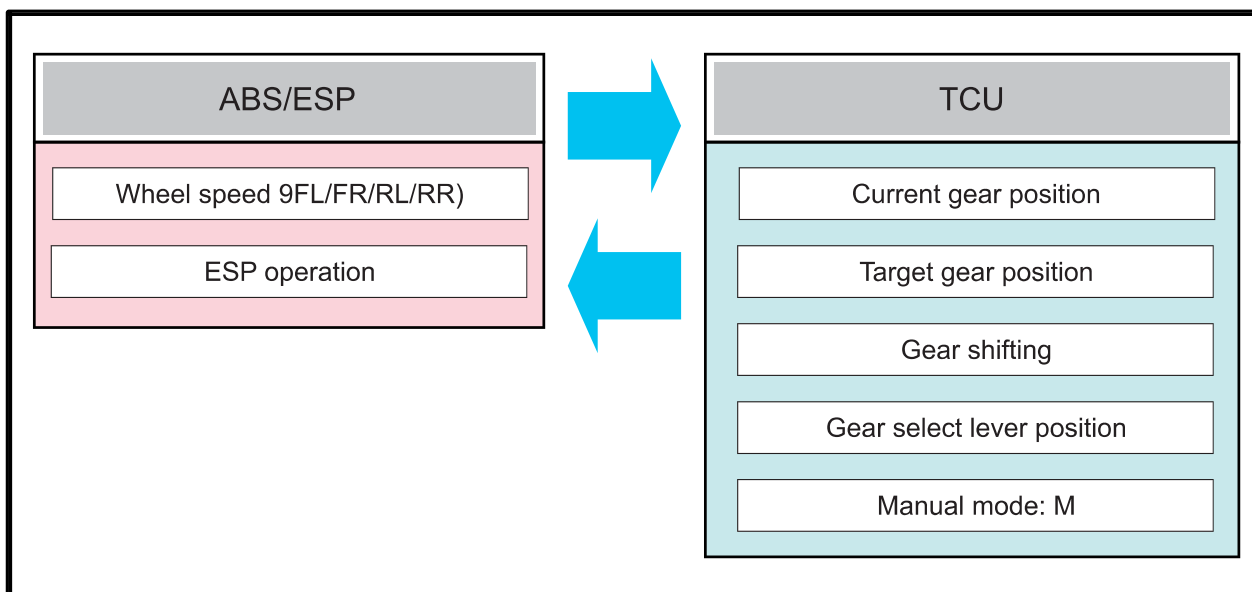 ABS/ESP
Wheel speed 9FL/FR/RL/RR)
ESP operation
TCU
Current gear position
Target gear position
Gear shifting
Gear select lever position
Manual mode: M